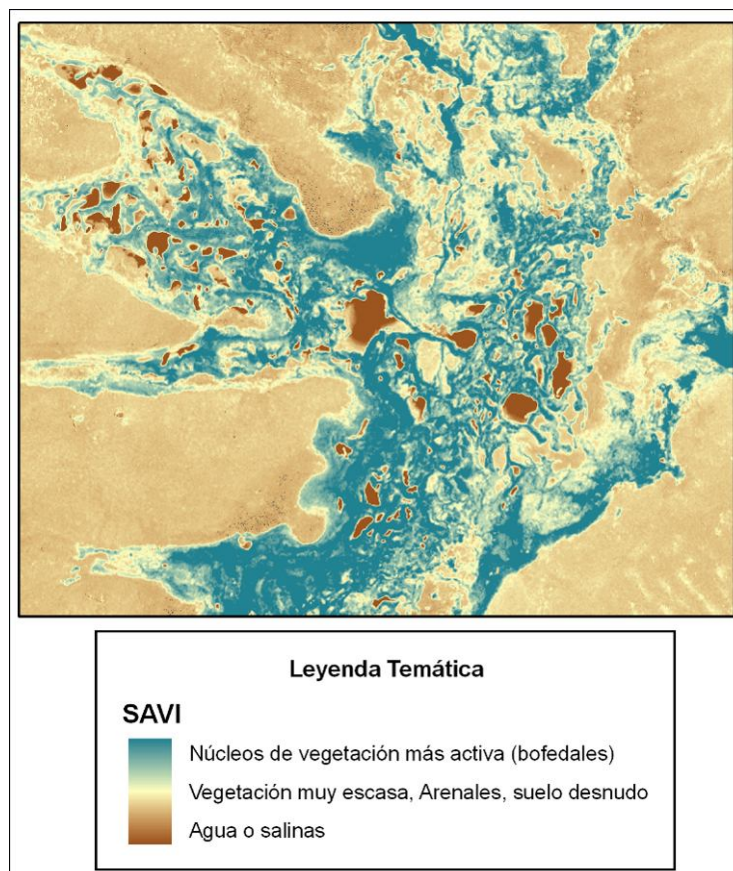 Leyenda Temática
SAVI
Núcleos de vegetación más activa (bofedales)
Vegetación muy escasa, Arenales, suelo desnudo
Agua o salinas